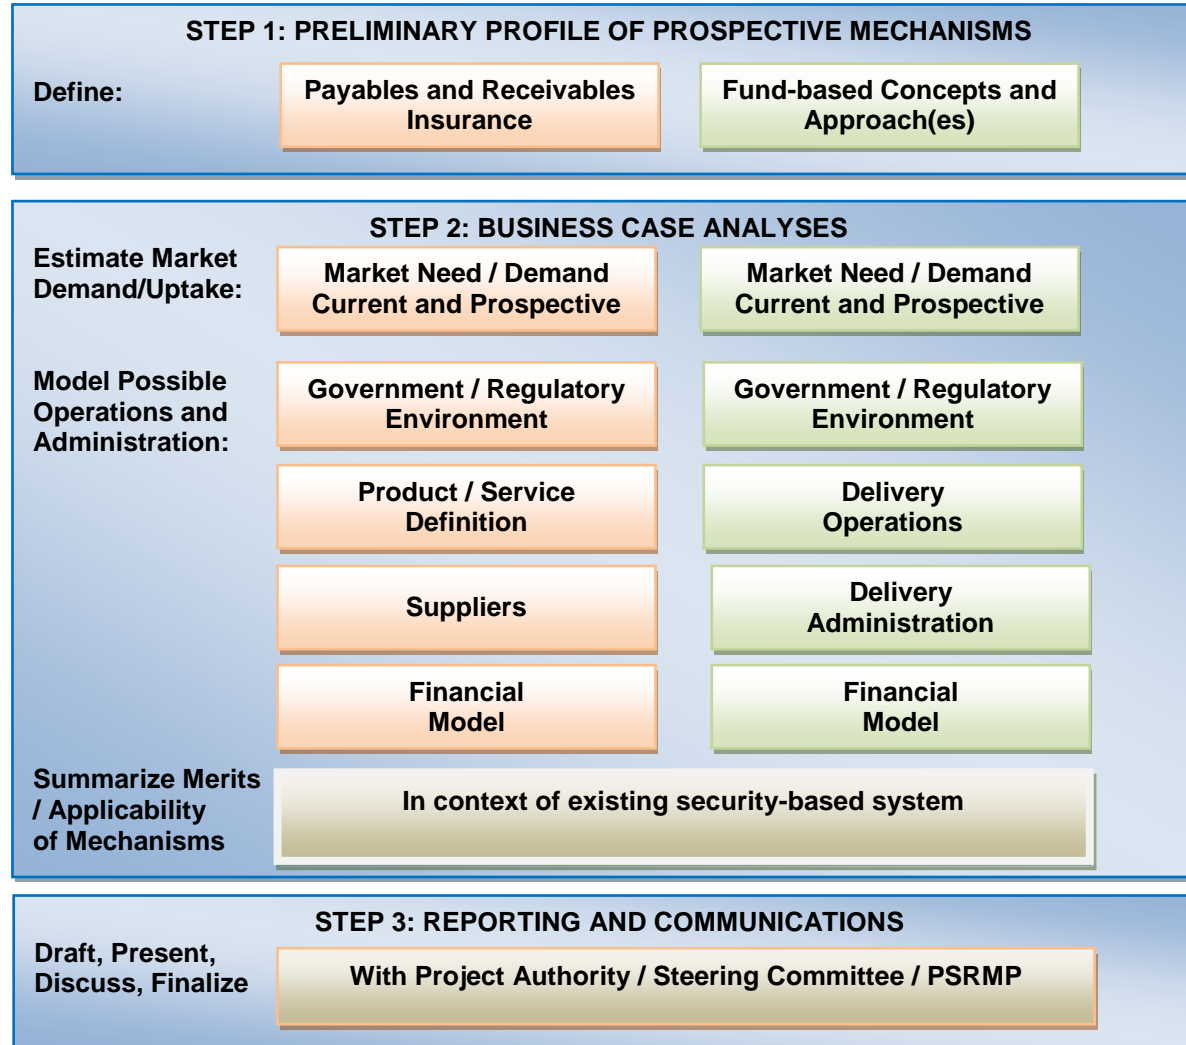 STEP 1: PRELIMINARY PROFILE OF PROSPECTIVE MECHANISMS
Define:
Payables and Receivables
Insurance
Fund-based Concepts and
Approach(es)
STEP 2: BUSINESS CASE ANALYSES
Estimate Market
Demand/Uptake:
Market Need / Demand
Current and Prospective
Market Need / Demand
Current and Prospective
Model Possible
Operations and
Administration:
Government / Regulatory
Environment
Government / Regulatory
Environment
Product / Service
Definition
Delivery
Operations
Suppliers
Delivery
Administration
Financial
Model
Financial
Model
Summarize Merits
/ Applicability
of Mechanisms
In context of existing security-based system
STEP 3: REPORTING AND COMMUNICATIONS
Draft, Present,
Discuss, Finalize
With Project Authority / Steering Committee / PSRMP